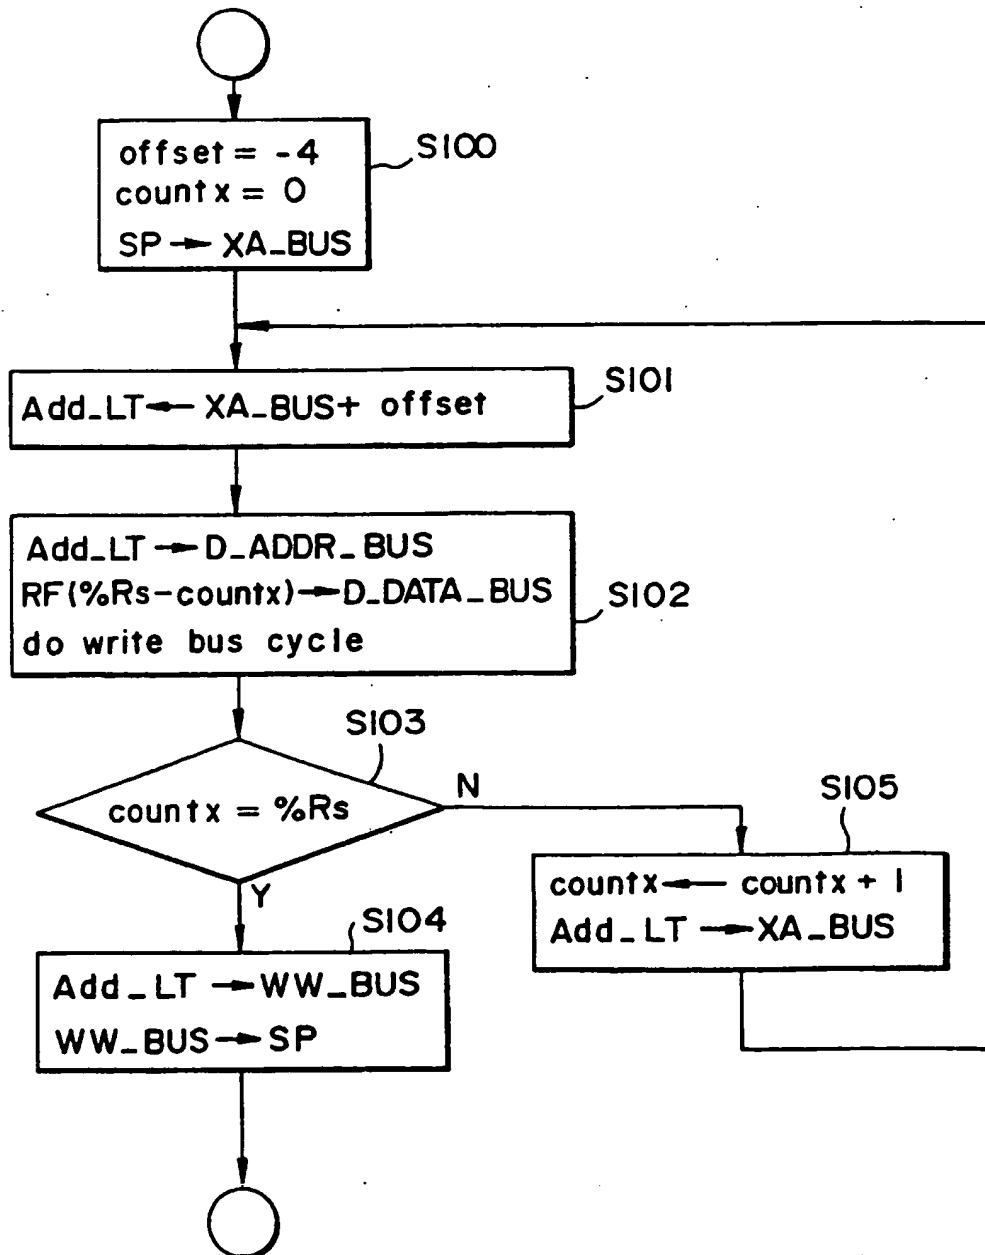 offset = -4
countx = 0
SP → XA_BUS
S100
Add_LT ← XA_BUS + offset
S101
Add_LT → D_ADDR_BUS
RF(%Rs-countx) → D_DATA_BUS
do write bus cycle
S102
S103
countx = %Rs
N
Y
S105
countx ← countx + 1
Add_LT → XA_BUS
S104
Add_LT → WW_BUS
WW_BUS → SP